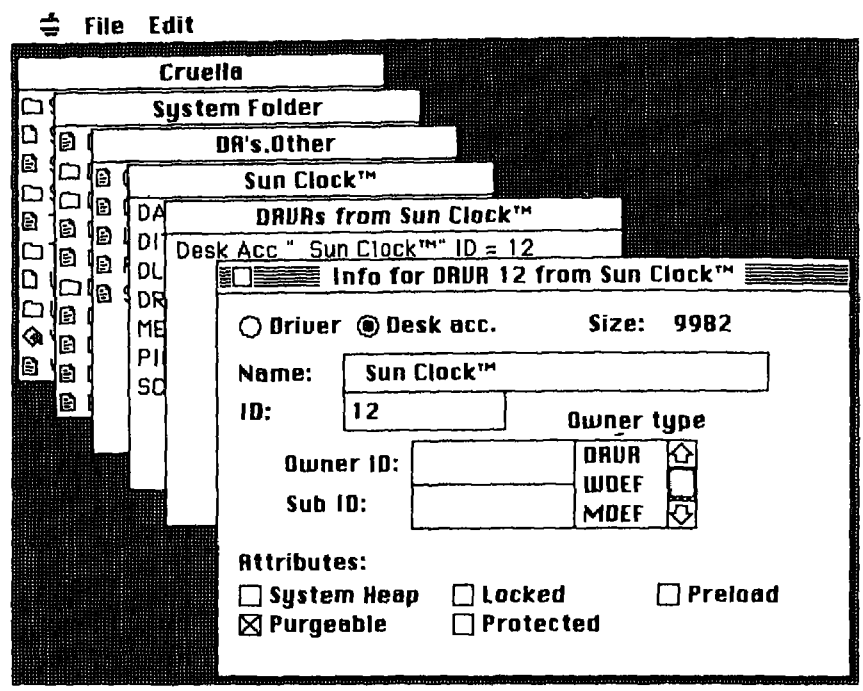 File Edit
Cruella
System Folder
DA's.Other
Sun Clock™
DRVRs from Sun Clock™
DA
DI
DL
DR
ME
PI
SO
Desk Acc " Sun Clock™" ID = 12
Info for DRVR 12 from Sun Clock™
Driver Desk acc. Size: 9982
Name: Sun Clock™
ID: 12
Owner type
Owner ID: DRVR
WDEF
Sub ID: MDEF
Attributes:
System Heap Locked Preload
Purgeable Protected